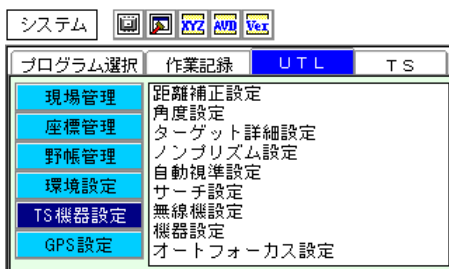 システム XYZ AVD Ver
プログラム選択 作業記録 UTL TS
現場管理
座標管理
野帳管理
環境設定
TS機器設定
GPS設定
距離補正設定
角度設定
ターゲット詳細設定
ノンプリズム設定
自動視準設定
サーチ設定
無線機設定
機器設定
オートフォーカス設定